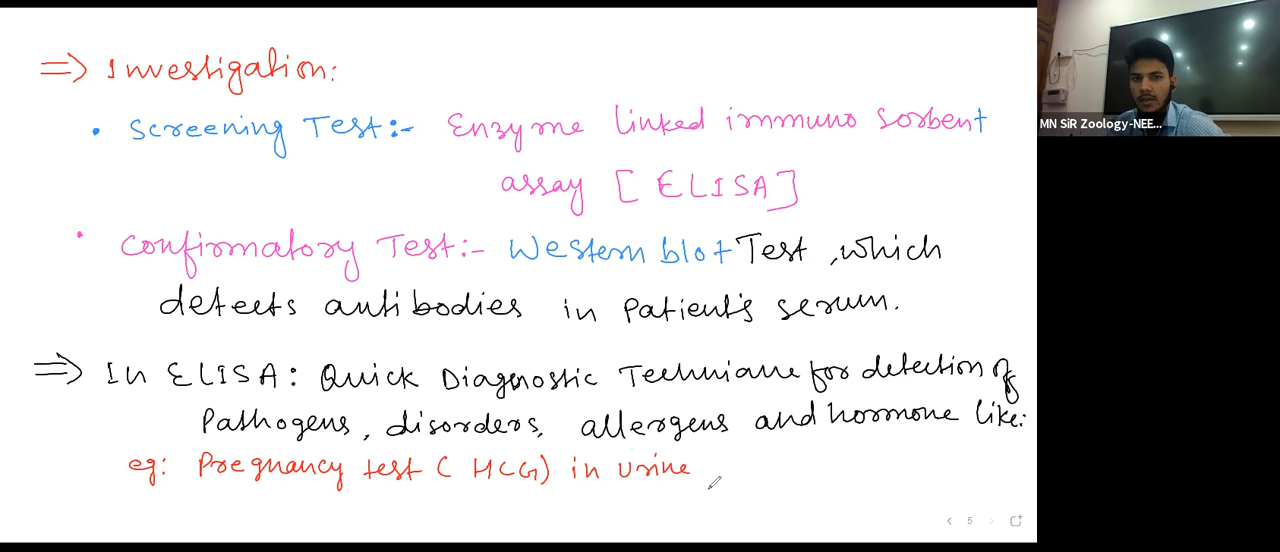 ⇒ Investigation:
• Screening Test:- Enzyme linked immuno sorbent
assay [ELISA]
• Confirmatory Test:- Western blot Test, which
detects antibodies in Patient's serum.
⇒ In ELISA: Quick Diagnostic Technique for detection of
Pathogens, disorders, allergens and hormone like:
eg: Pregnancy test (HCG) in urine
MN SiR Zoology-NEE...
5